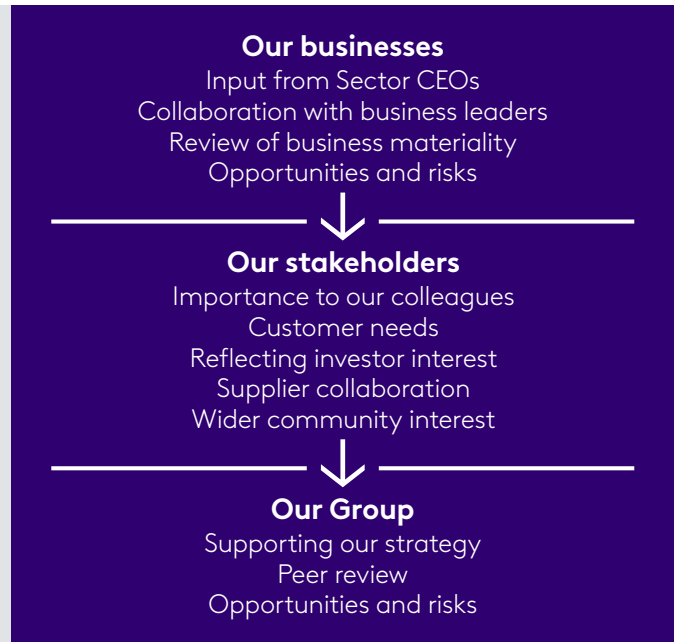 Our businesses
Input from Sector CEOs
Collaboration with business leaders
Review of business materiality
Opportunities and risks
Our stakeholders
Importance to our colleagues
Customer needs
Reflecting investor interest
Supplier collaboration
Wider community interest
Our Group
Supporting our strategy
Peer review
Opportunities and risks